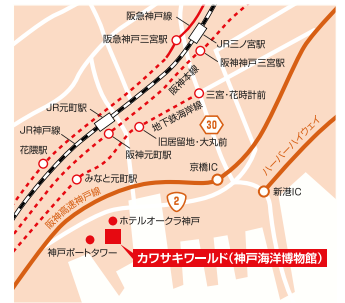 阪急神戸線
阪急神戸三宮駅
JR三ノ宮駅
阪神神戸三宮駅
阪神本線
三宮・花時計前
JR元町駅
地下鉄海岸線
30
JR神戸線
旧居留地・大丸前
花隈駅
阪神元町駅
ハーバーハイウェイ
京橋IC
みなと元町駅
阪神高速神戸線
2
新港IC
ホテルオークラ神戸
神戸ポートタワー
カワサキワールド(神戸海洋博物館)